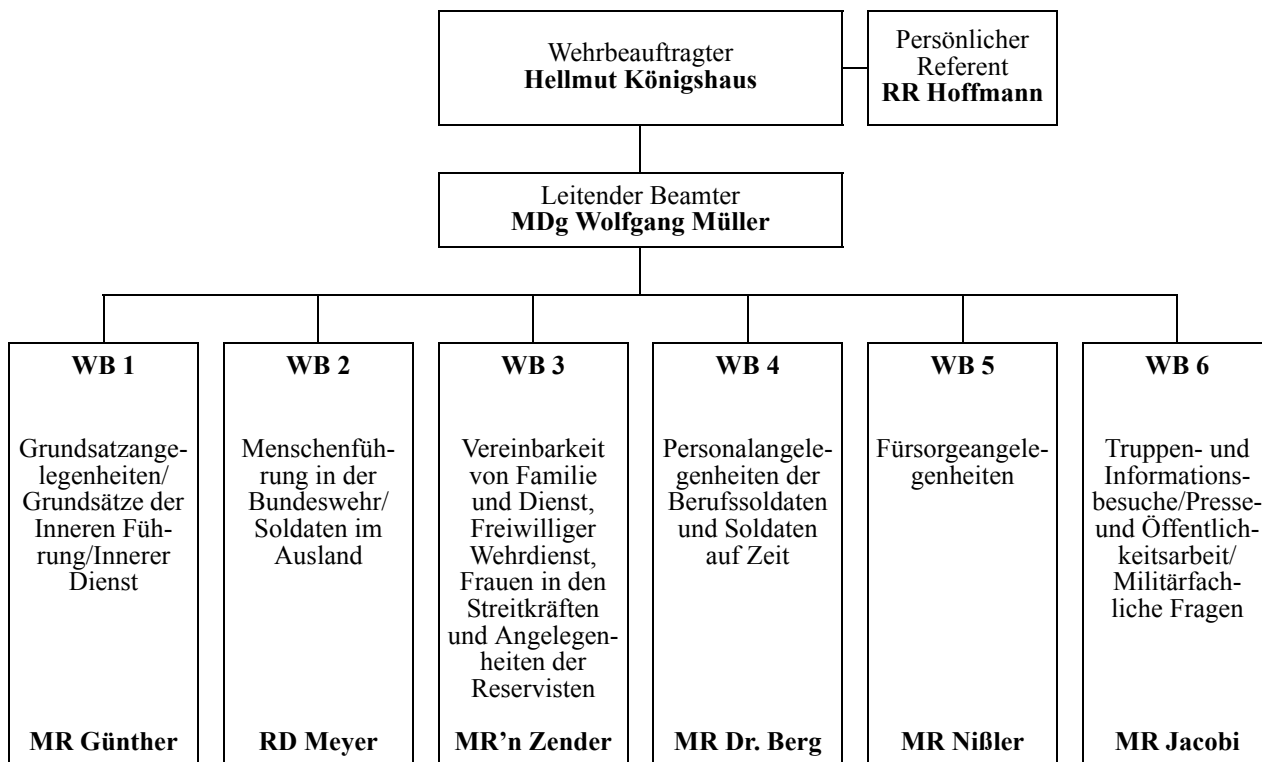 Wehrbeauftragter
Hellmut Königshaus
Persönlicher
Referent
RR Hoffmann
Leitender Beamter
MDg Wolfgang Müller
WB 1
Grundsatzange-
legenheiten/
Grundsätze der
Inneren Füh-
rung/Innerer
Dienst
MR Günther
WB 2
Menschenfüh-
rung in der
Bundeswehr/
Soldaten im
Ausland
RD Meyer
WB 3
Vereinbarkeit
von Familie
und Dienst,
Freiwilliger
Wehrdienst,
Frauen in den
Streitkräften
und Angelegen-
heiten der
Reservisten
MR’n Zender
WB 4
Personalangele-
genheiten der
Berufssoldaten
und Soldaten
auf Zeit
MR Dr. Berg
WB 5
Fürsorgeangele-
genheiten
MR Nißler
WB 6
Truppen- und
Informations-
besuche/Presse-
und Öffentlich-
keitsarbeit/
Militärfach-
liche Fragen
MR Jacobi